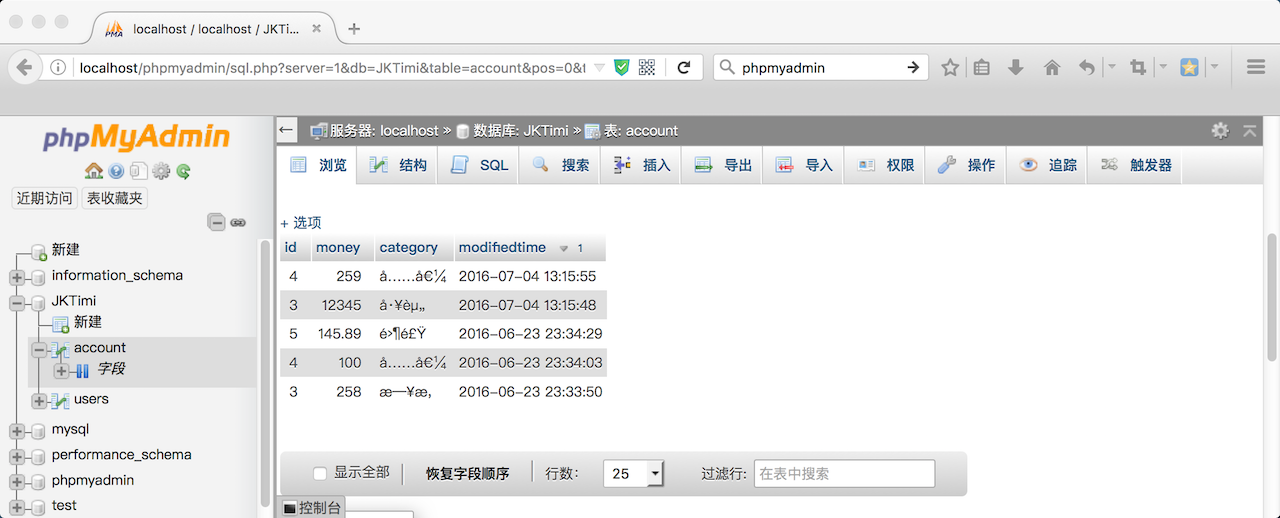 localhost / localhost / JKTi...
localhost/phpmyadmin/sql.php?server=1&db=JKTimi&table=account&pos=0&t
phpmyadmin
phpMyAdmin
近期访问 表收藏夹
新建
information_schema
JKTimi
新建
account
字段
users
mysql
performance_schema
phpmyadmin
test
服务器: localhost » 数据库: JKTimi » 表: account
浏览 结构 SQL 搜索 插入 导出 导入 权限 操作 追踪 触发器
+ 选项
id money category modifiedtime 1
4 259 å……å€¼ 2016-07-04 13:15:55
3 12345 å·¥èµ„ 2016-07-04 13:15:48
5 145.89 é›¶é£Ÿ 2016-06-23 23:34:29
4 100 å……å€¼ 2016-06-23 23:34:03
3 258 æ—¥æ‚ 2016-06-23 23:33:50
显示全部 恢复字段顺序 行数: 25 过滤行: 在表中搜索
控制台